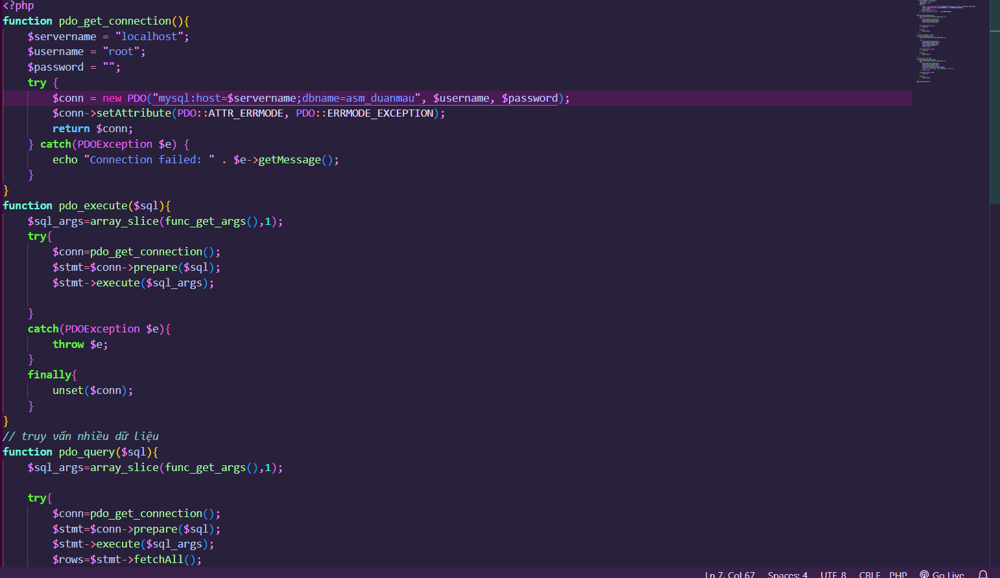 <?php
function pdo_get_connection(){
    $servername = "localhost";
    $username = "root";
    $password = "";
    try {
        $conn = new PDO("mysql:host=$servername;dbname=asm_duanmau", $username, $password);
        $conn->setAttribute(PDO::ATTR_ERRMODE, PDO::ERRMODE_EXCEPTION);
        return $conn;
    } catch(PDOException $e) {
        echo "Connection failed: " . $e->getMessage();
    }
}
function pdo_execute($sql){
    $sql_args=array_slice(func_get_args(),1);
    try{
        $conn=pdo_get_connection();
        $stmt=$conn->prepare($sql);
        $stmt->execute($sql_args);
    }
    catch(PDOException $e){
        throw $e;
    }
    finally{
        unset($conn);
    }
}
// truy vấn nhiều dữ liệu
function pdo_query($sql){
    $sql_args=array_slice(func_get_args(),1);
    try{
        $conn=pdo_get_connection();
        $stmt=$conn->prepare($sql);
        $stmt->execute($sql_args);
        $rows=$stmt->fetchAll();
Ln 7, Col 67 Spaces: 4 UTF-8 CRLF PHP Go Live